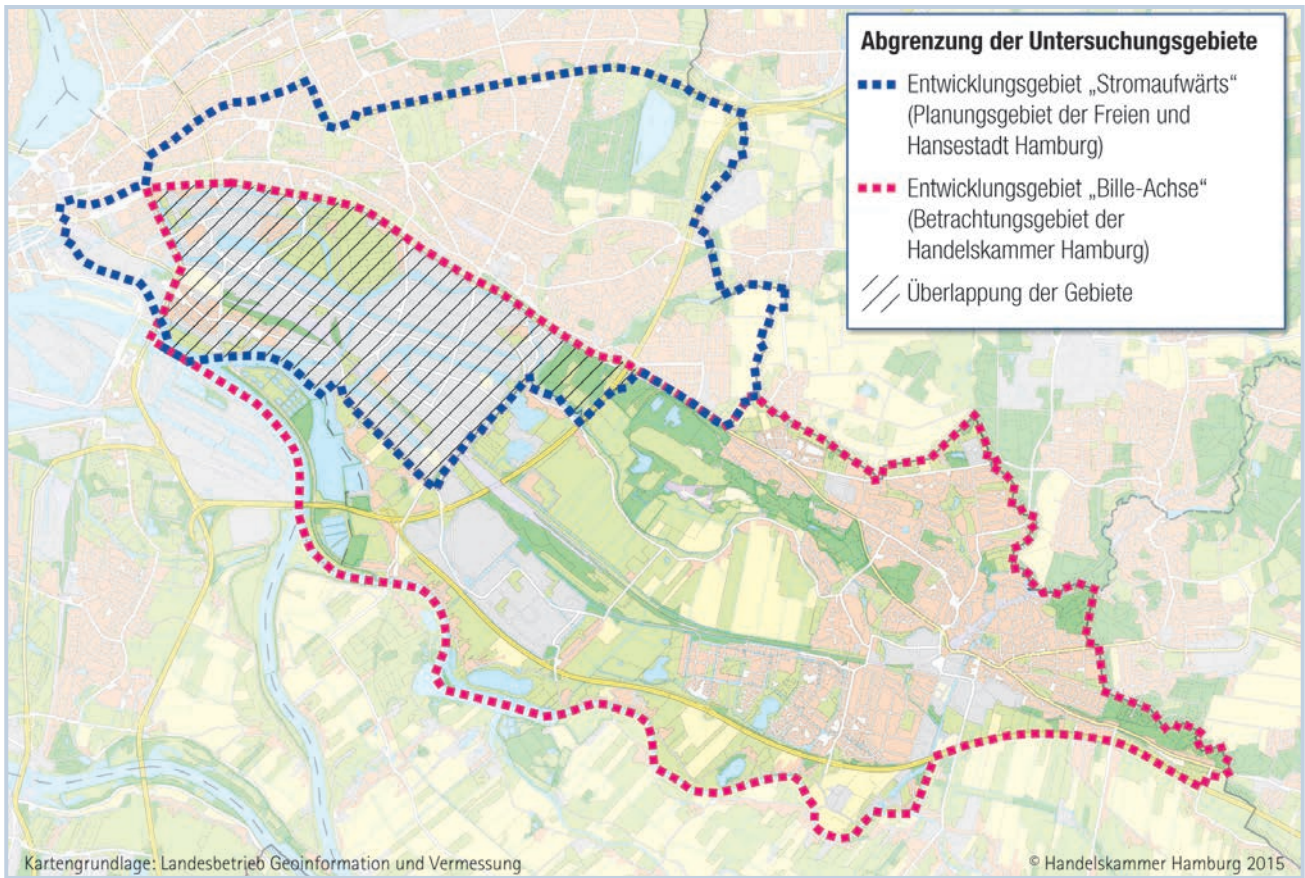 Abgrenzung der Untersuchungsgebiete
Entwicklungsgebiet „Stromaufwärts“
(Planungsgebiet der Freien und
Hansestadt Hamburg)
Entwicklungsgebiet „Bille-Achse“
(Betrachtungsgebiet der
Handelskammer Hamburg)
Überlappung der Gebiete
Kartengrundlage: Landesbetrieb Geoinformation und Vermessung
© Handelskammer Hamburg 2015